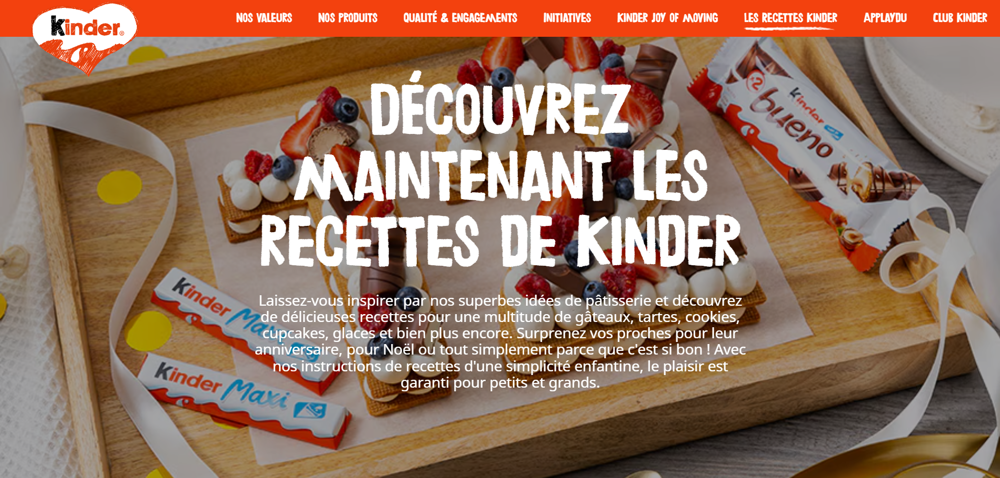 Kinder®
NOS VALEURS
NOS PRODUITS
QUALITÉ & ENGAGEMENTS
INITIATIVES
KINDER JOY OF MOVING
LES RECETTES KINDER
APPLAYDU
CLUB KINDER
DÉCOUVREZ
MAINTENANT LES
RECETTES DE KINDER
Laissez-vous inspirer par nos superbes idées de pâtisserie et découvrez
de délicieuses recettes pour une multitude de gâteaux, tartes, cookies,
cupcakes, glaces et bien plus encore. Surprenez vos proches pour leur
anniversaire, pour Noël ou tout simplement parce que c'est si bon ! Avec
nos instructions de recettes d'une simplicité enfantine, le plaisir est
garanti pour petits et grands.
x2
Kinder
bueno
Kinder
Maxi
Kinder
Maxi